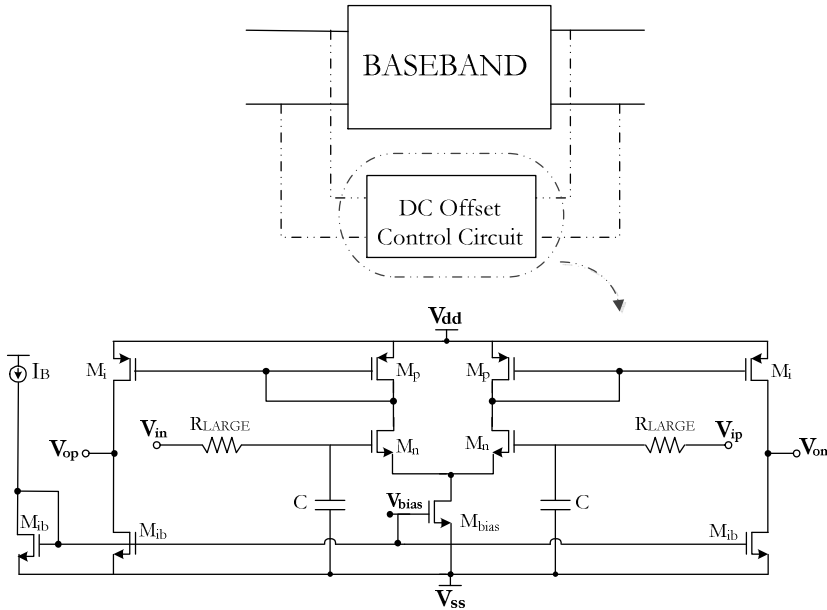 BASEBAND
DC Offset
Control Circuit
Vdd
IB
Mi
Mp
Mp
Mi
Vin
RLARGE
Mn
Mn
RLARGE
Vip
Vop
Von
C
Vbias
C
Mib
Mib
Mbias
Mib
Vss